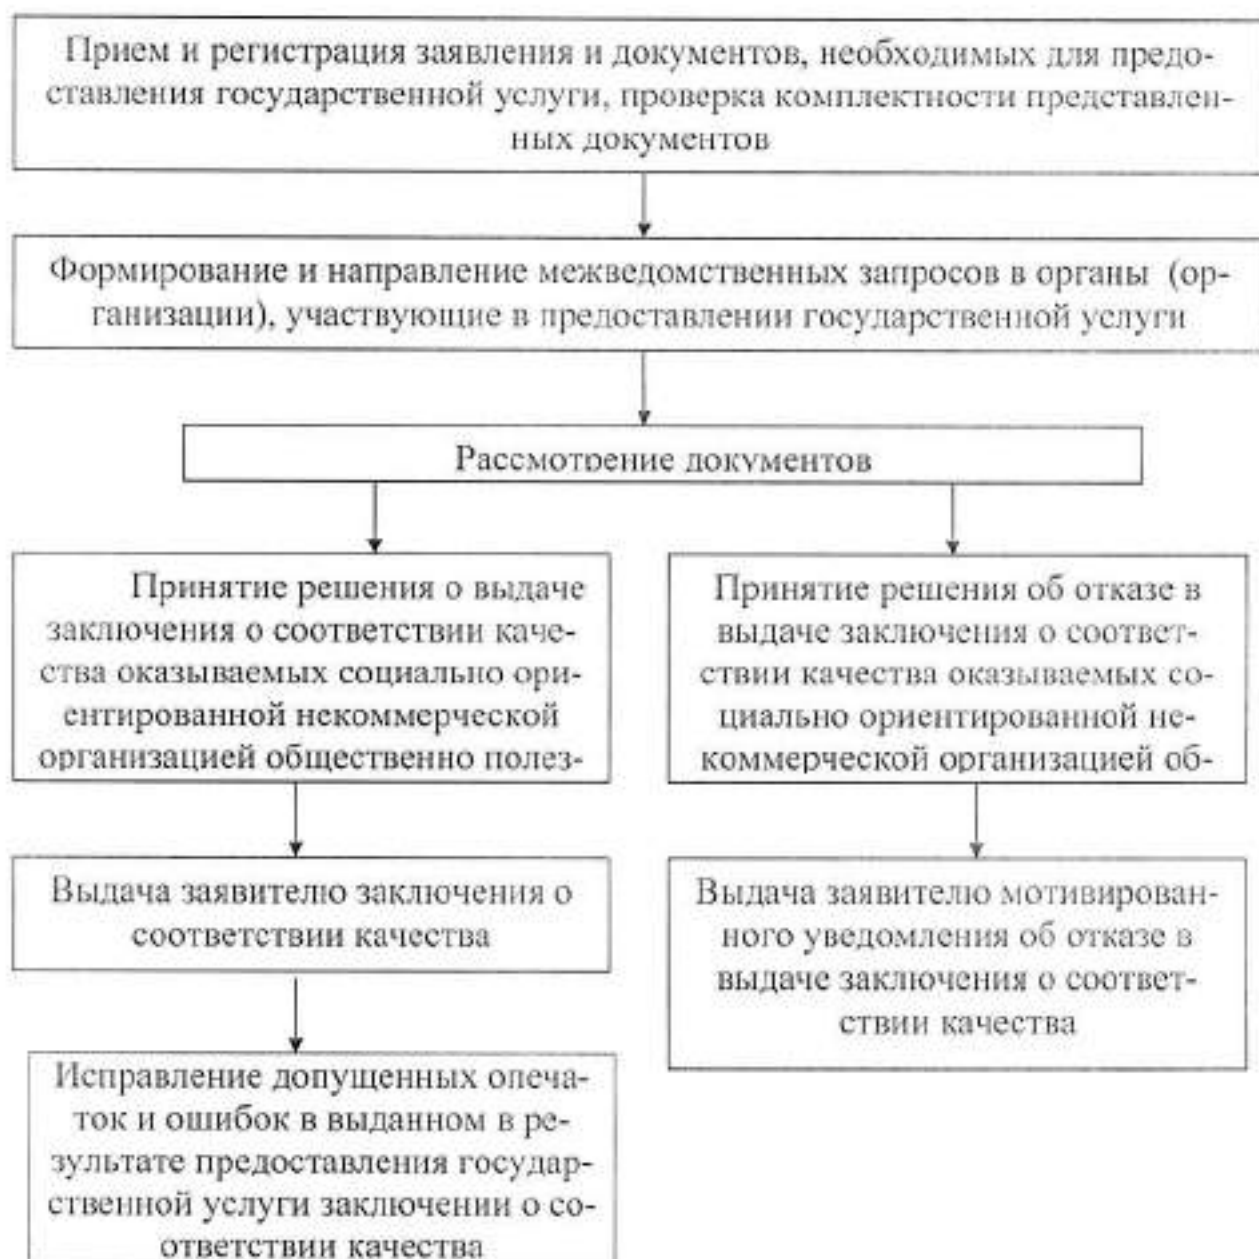 Прием и регистрация заявления и документов, необходимых для предо-
ставления государственной услуги, проверка комплектности представлен-
ных документов
Формирование и направление межведомственных запросов в органы (ор-
ганизации), участвующие в предоставлении государственной услуги
Рассмотрение документов
Принятие решения о выдаче
заключения о соответствии каче-
ства оказываемых социально ори-
ентированной некоммерческой
организацией общественно полез-
Принятие решения об отказе в
выдаче заключения о соответ-
ствии качества оказываемых со-
циально ориентированной не-
коммерческой организацией об-
Выдача заявителю заключения о
соответствии качества
Выдача заявителю мотивирован-
ного уведомления об отказе в
выдаче заключения о соответ-
ствии качества
Исправление допущенных опеча-
ток и ошибок в выданном в ре-
зультате предоставления государ-
ственной услуги заключении о со-
ответствии качества